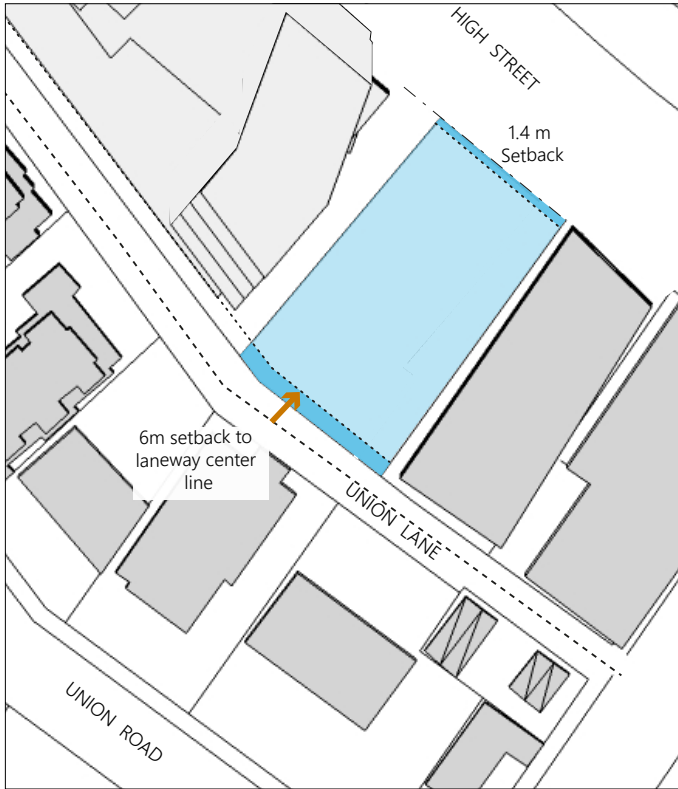 HIGH STREET
1.4 m
Setback
6m setback to
laneway center
line
UNION LANE
UNION ROAD